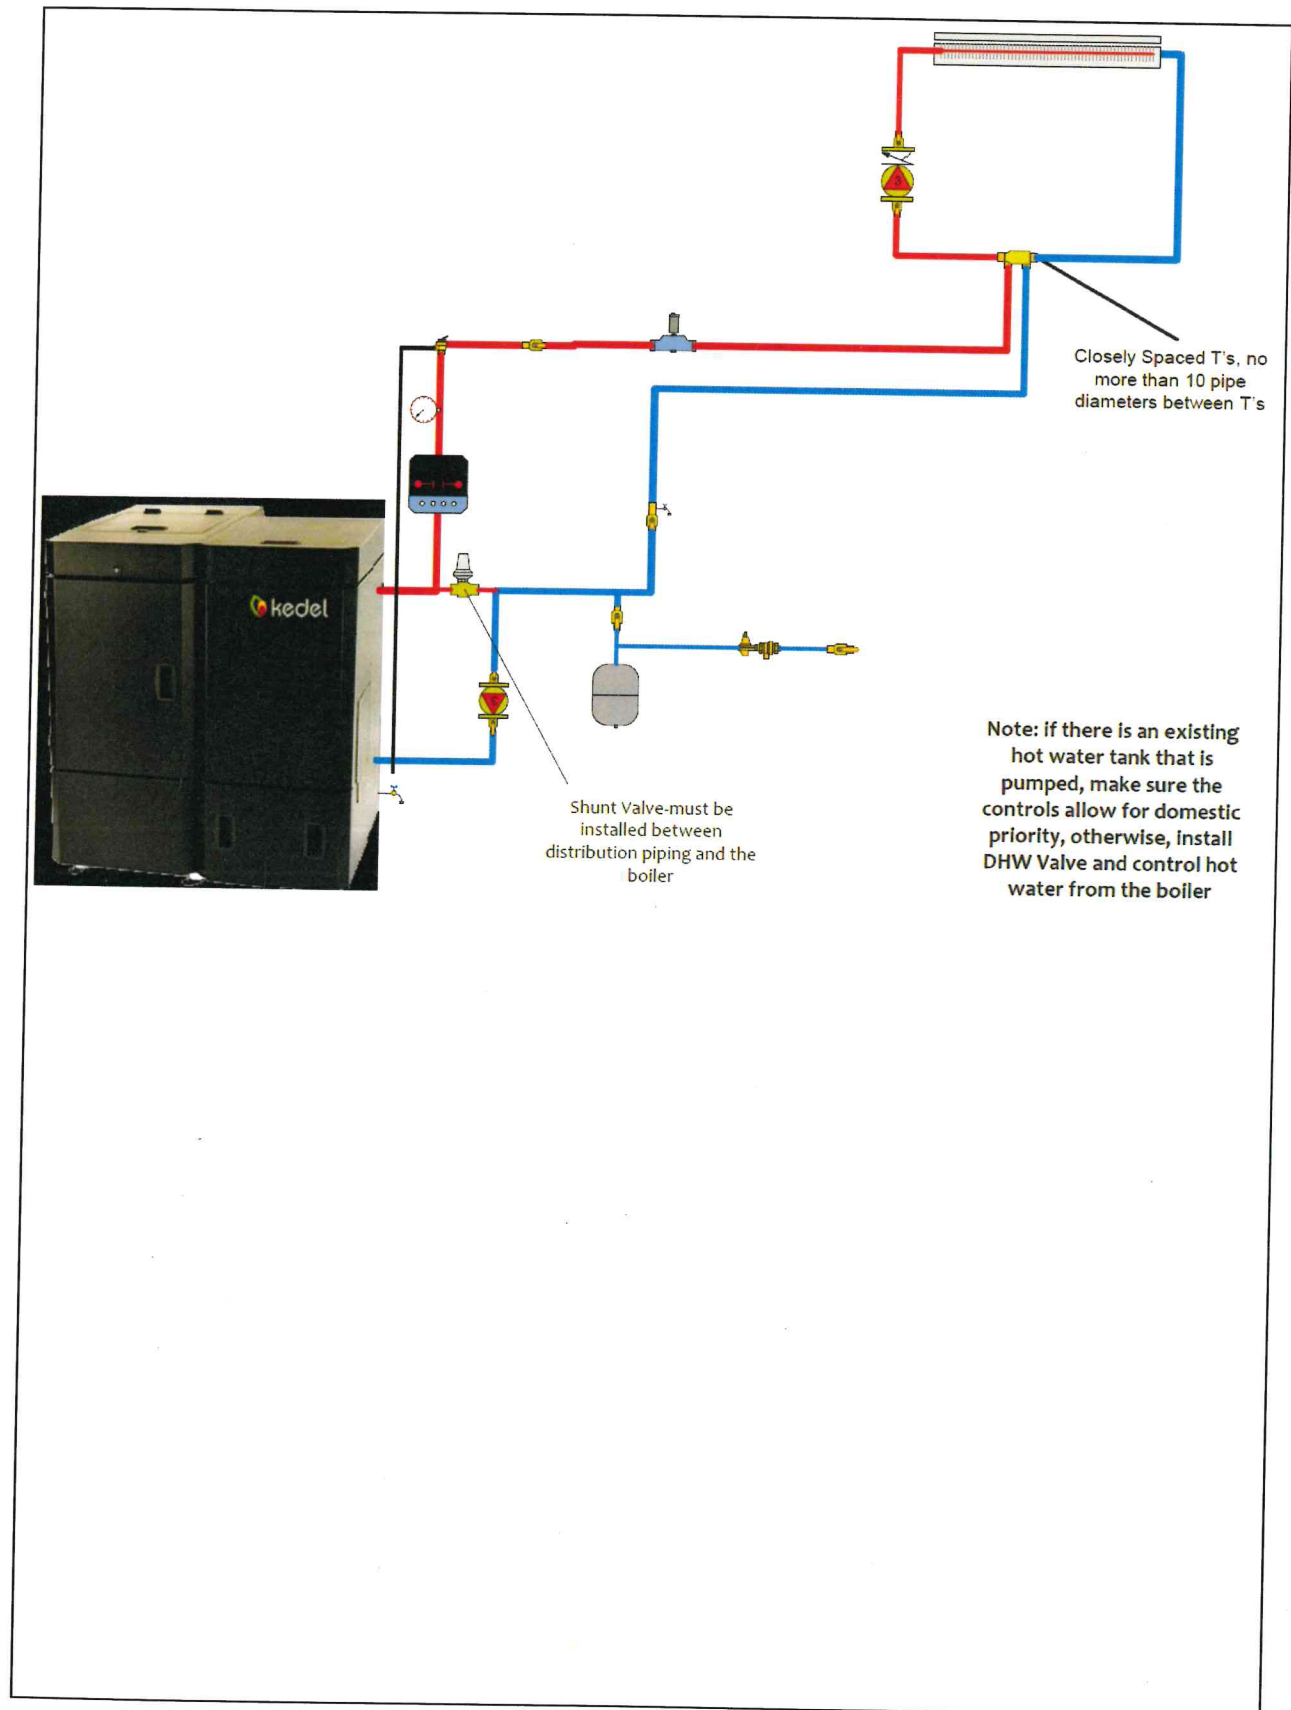 Closely Spaced T's, no
more than 10 pipe
diameters between T's
kedel
Shunt Valve-must be
installed between
distribution piping and the
boiler
Note: if there is an existing
hot water tank that is
pumped, make sure the
controls allow for domestic
priority, otherwise, install
DHW Valve and control hot
water from the boiler